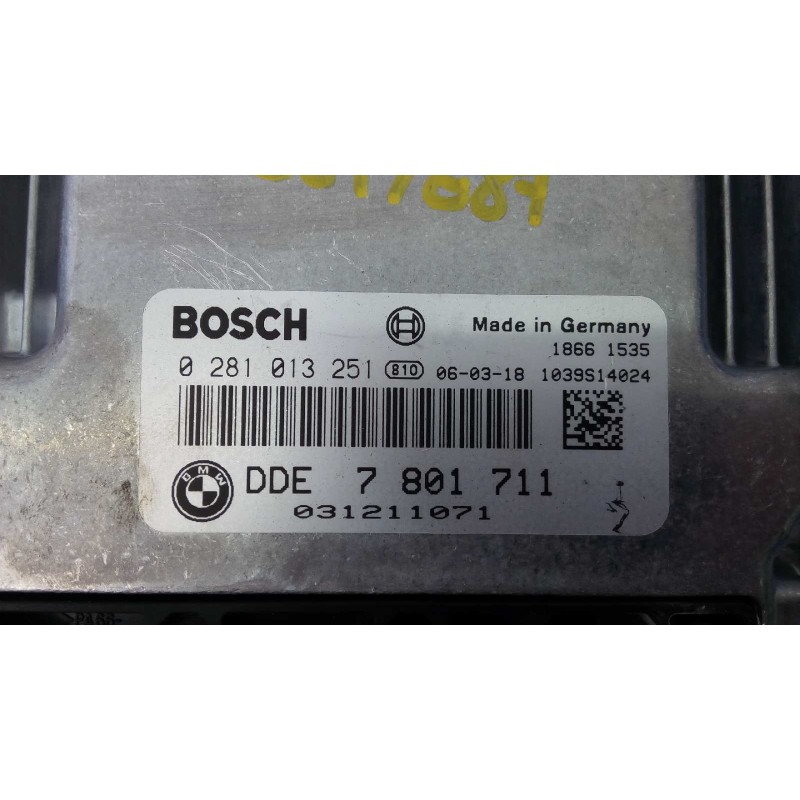 BOSCH Made in Germany
1866 1535
0 281 013 251 810 06-03-18 1039S14024
BMW DDE 7 801 711
031211071